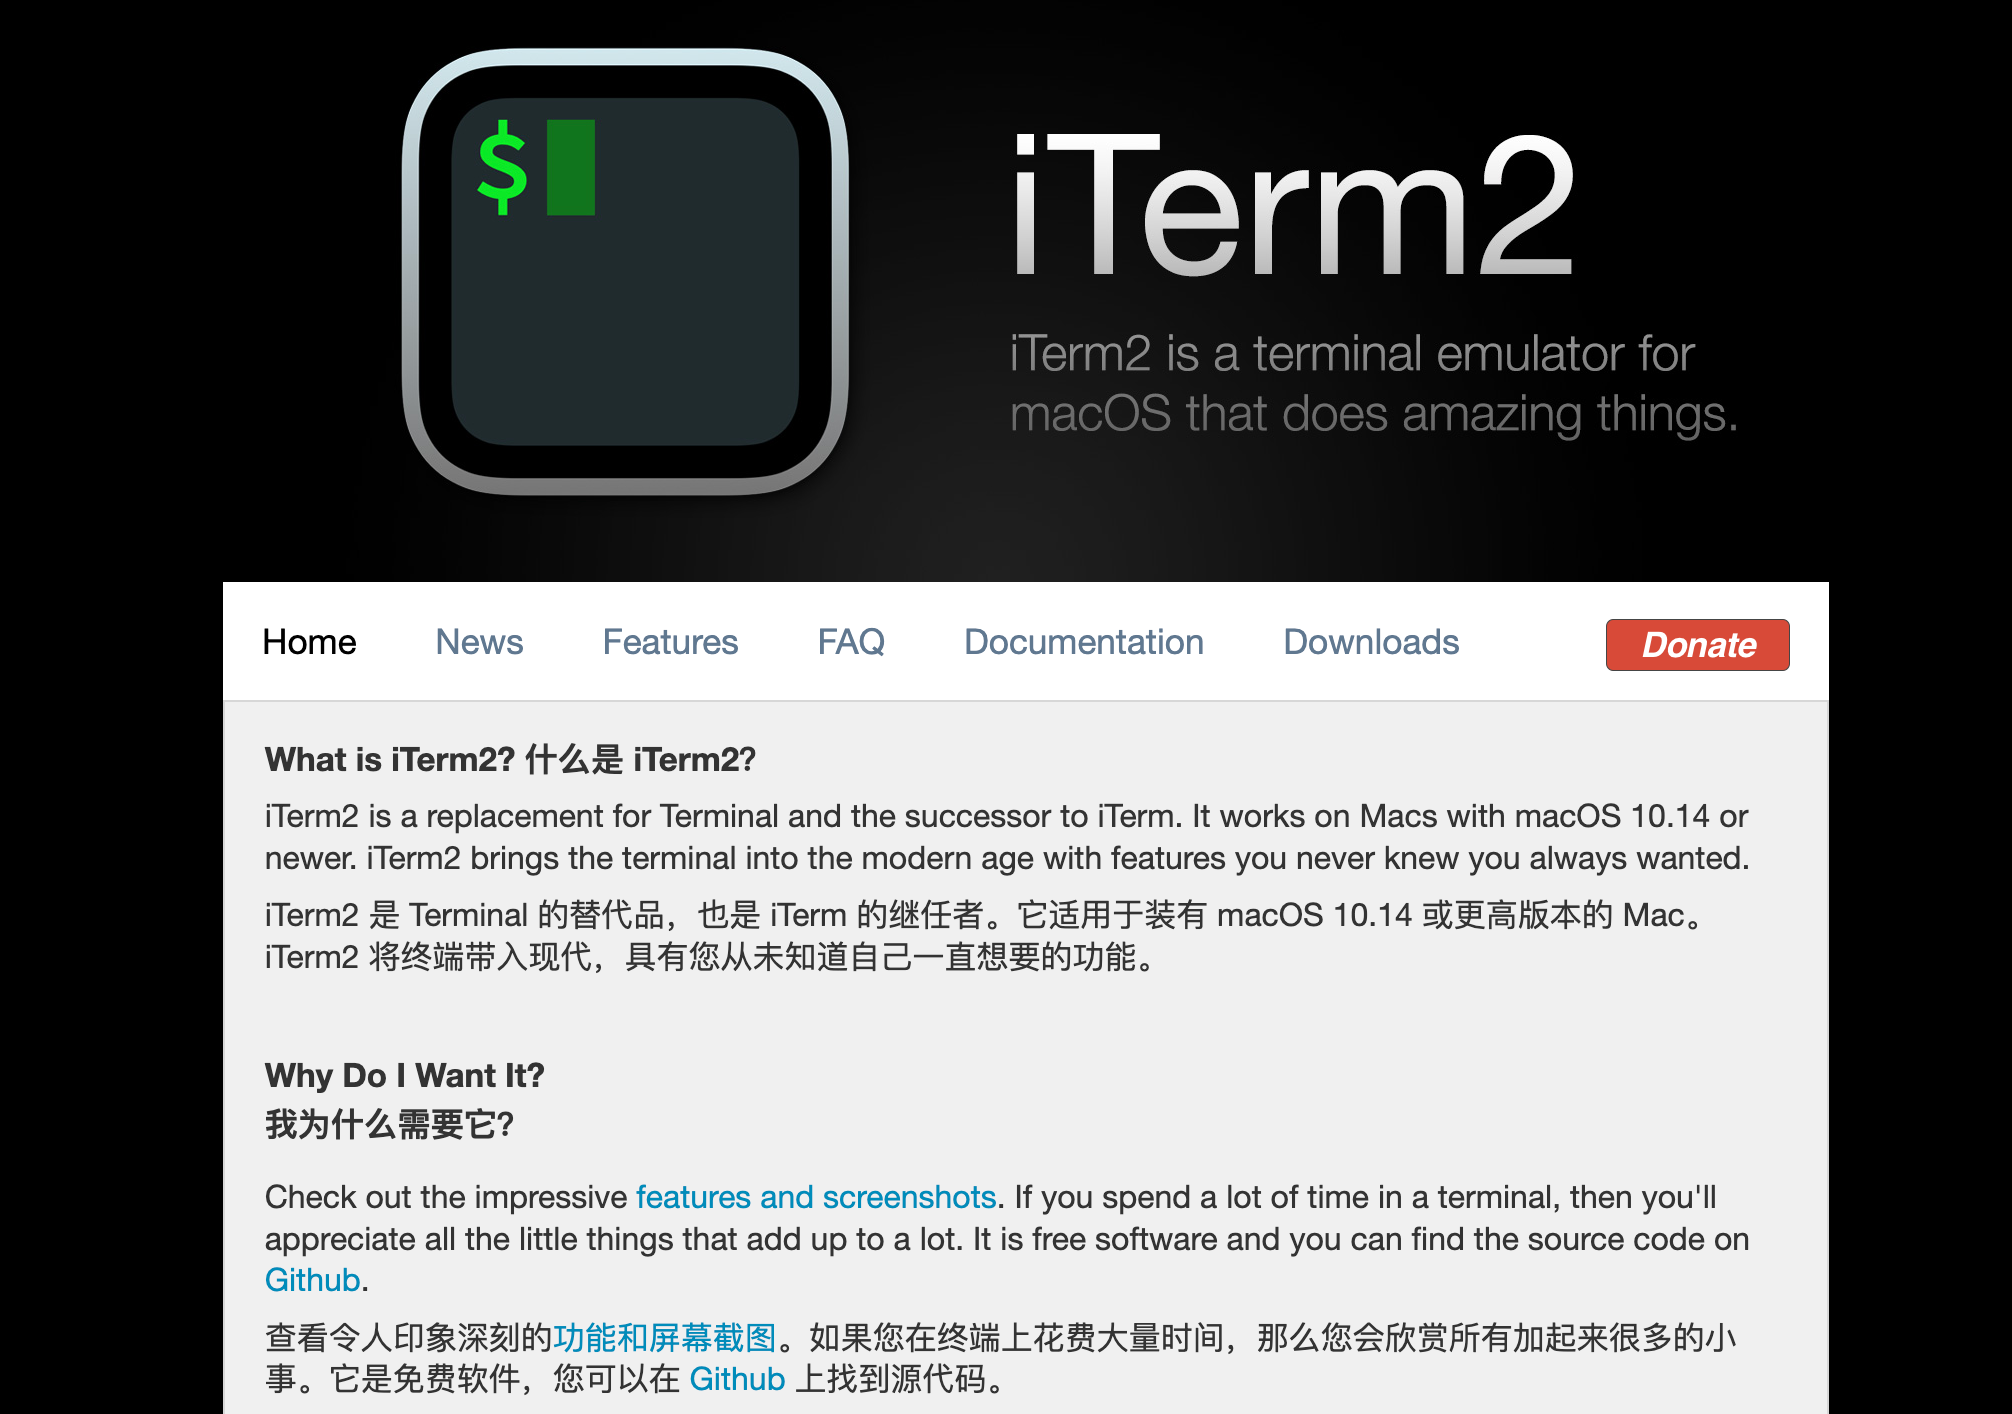 $
iTerm2
iTerm2 is a terminal emulator for
macOS that does amazing things.
Home News Features FAQ Documentation Downloads Donate
What is iTerm2? 什么是 iTerm2?
iTerm2 is a replacement for Terminal and the successor to iTerm. It works on Macs with macOS 10.14 or
newer. iTerm2 brings the terminal into the modern age with features you never knew you always wanted.
iTerm2 是 Terminal 的替代品，也是 iTerm 的继任者。它适用于装有 macOS 10.14 或更高版本的 Mac。
iTerm2 将终端带入现代，具有您从未知道自己一直想要的功能。
Why Do I Want It?
我为什么需要它?
Check out the impressive features and screenshots. If you spend a lot of time in a terminal, then you'll
appreciate all the little things that add up to a lot. It is free software and you can find the source code on
Github.
查看令人印象深刻的功能和屏幕截图。如果您在终端上花费大量时间，那么您会欣赏所有加起来很多的小
事。它是免费软件，您可以在 Github 上找到源代码。